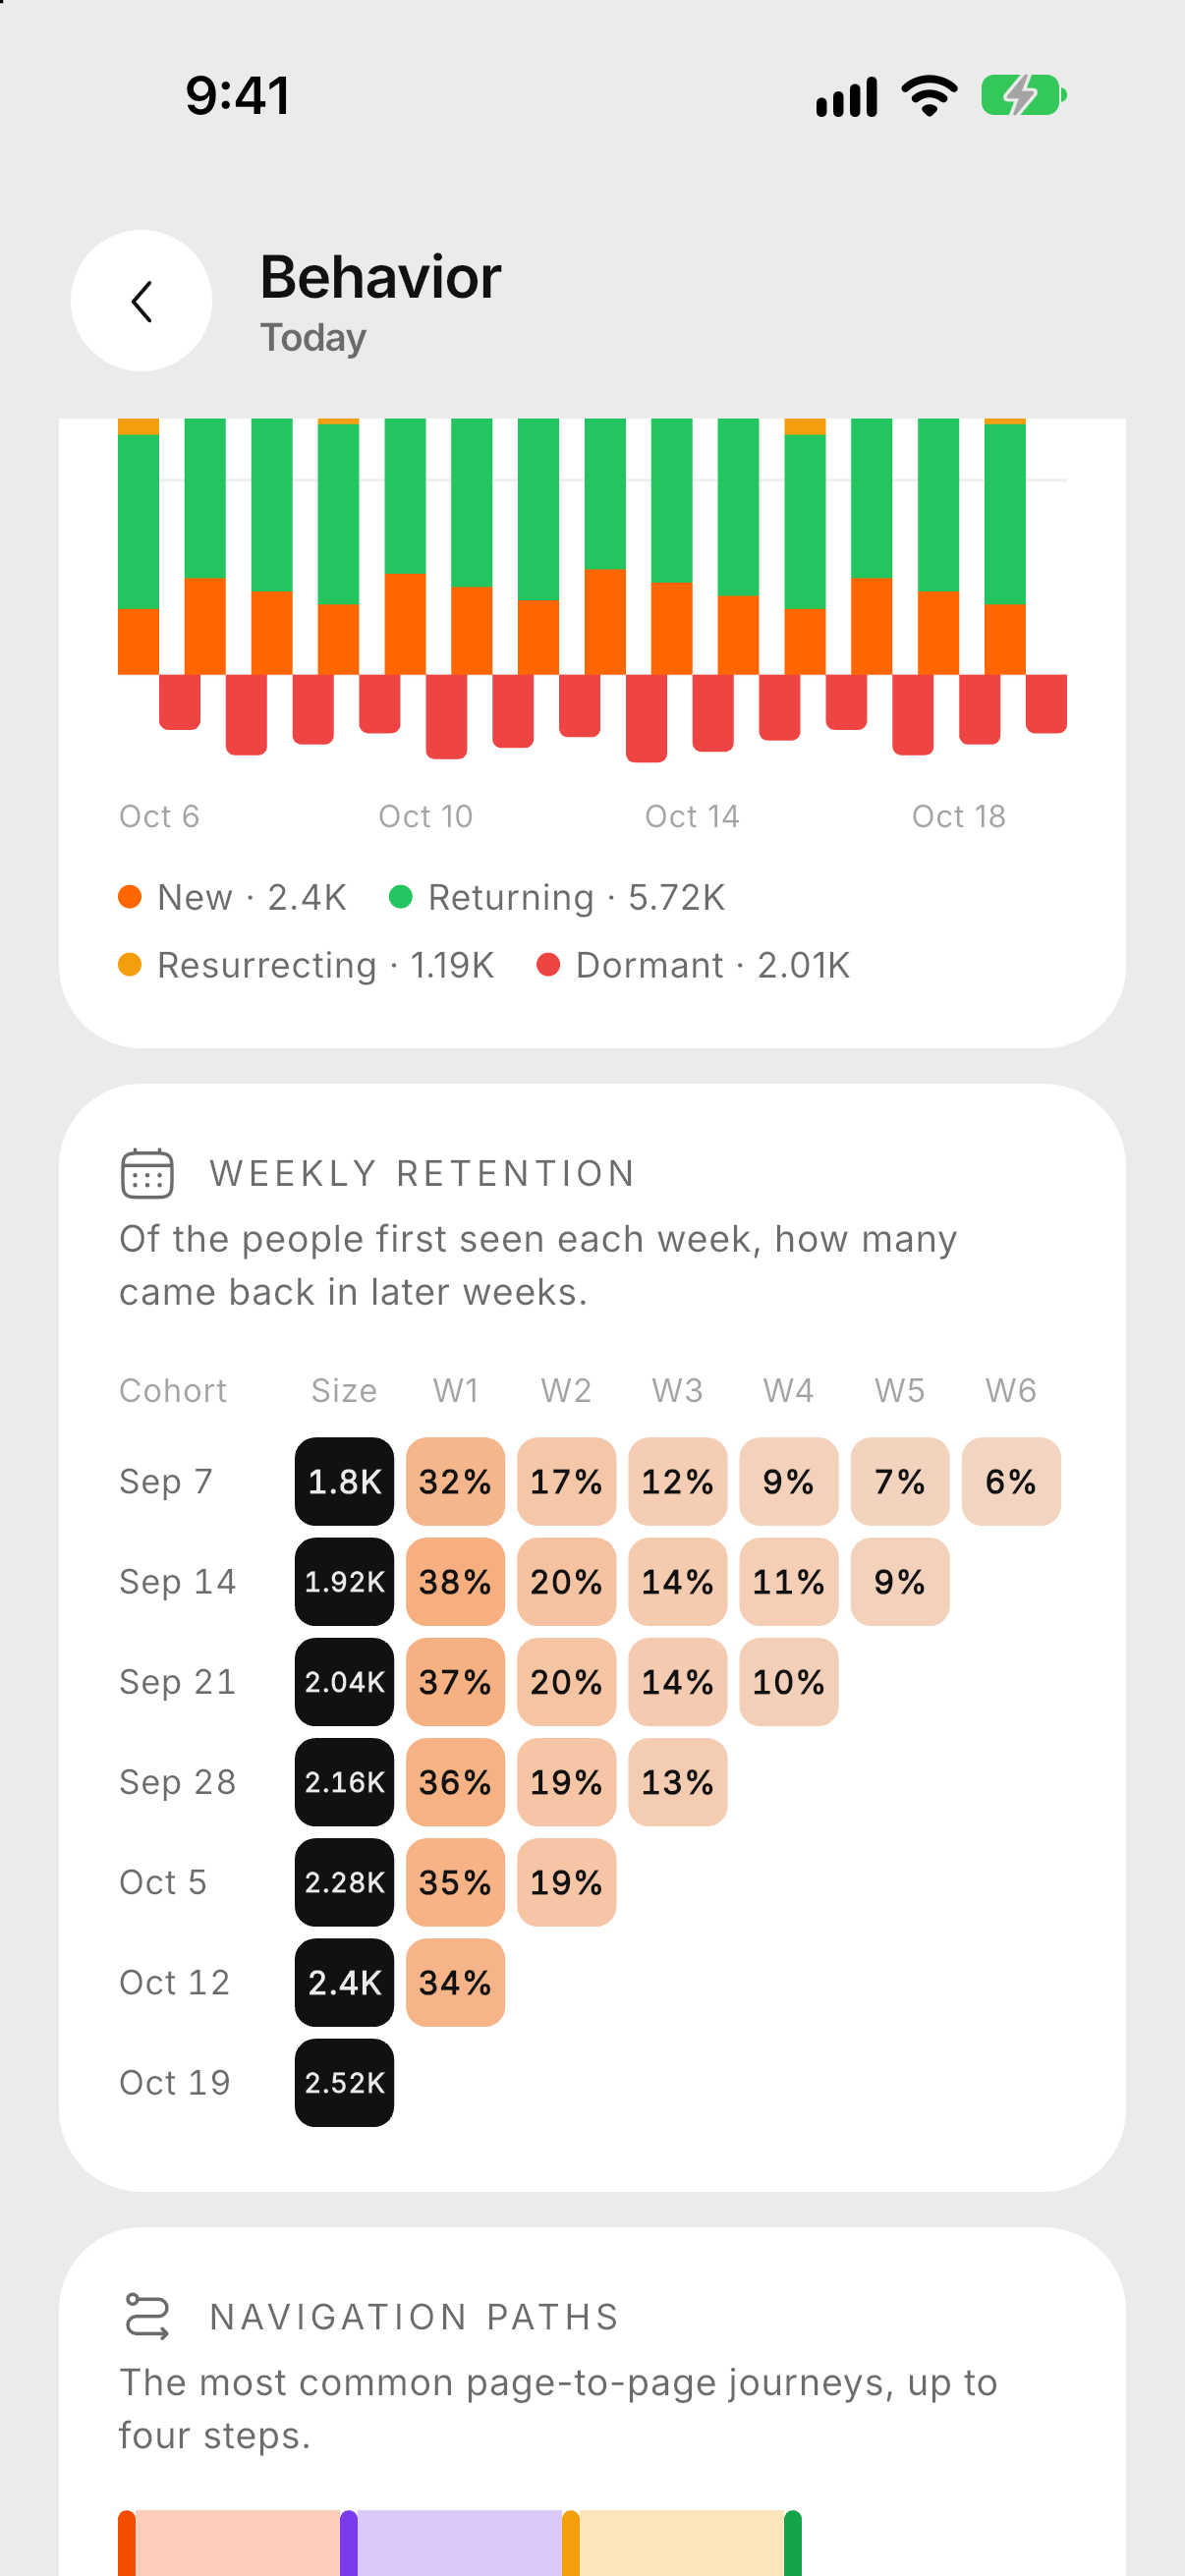 9:41
Behavior
Today
Oct 6 Oct 10 Oct 14 Oct 18
New · 2.4K Returning · 5.72K
Resurrecting · 1.19K Dormant · 2.01K
WEEKLY RETENTION
Of the people first seen each week, how many
came back in later weeks.
Cohort Size W1 W2 W3 W4 W5 W6
Sep 7 1.8K 32% 17% 12% 9% 7% 6%
Sep 14 1.92K 38% 20% 14% 11% 9%
Sep 21 2.04K 37% 20% 14% 10%
Sep 28 2.16K 36% 19% 13%
Oct 5 2.28K 35% 19%
Oct 12 2.4K 34%
Oct 19 2.52K
NAVIGATION PATHS
The most common page-to-page journeys, up to
four steps.